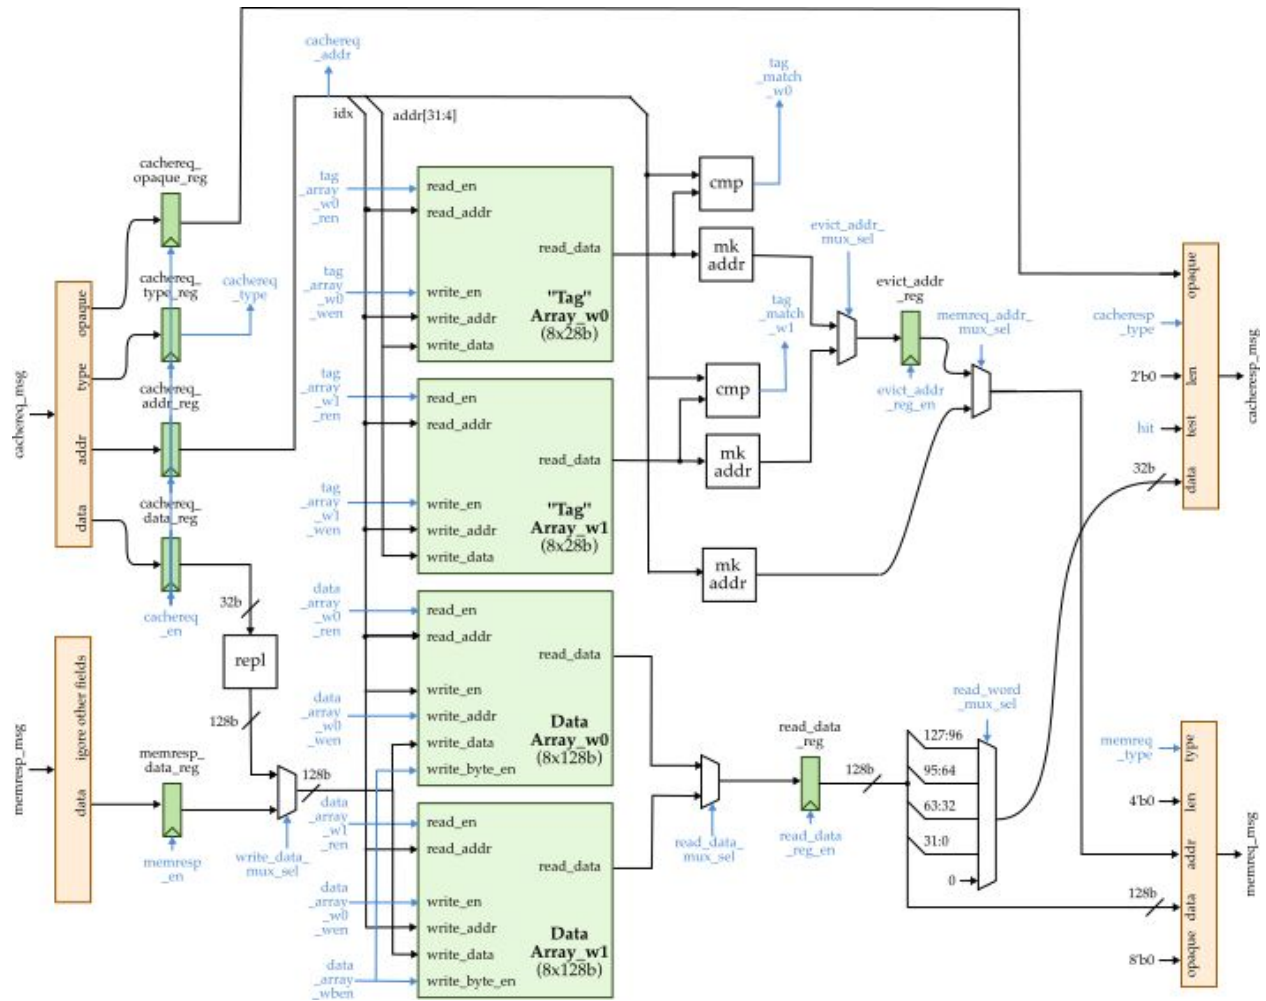 cachereq
_addr
tag
_match
_w0
idx
addr[31:4]
cachereq_
opaque_reg
tag
_array
_w0
_ren
read_en
read_addr
read_data
write_en
write_addr
write_data
"Tag"
Array_w0
(8x28b)
tag
_array
_w0
_wen
cmp
mk
addr
evict_addr_
mux_sel
evict_addr
_reg
memreq_addr_
mux_sel
evict_addr
_reg_en
tag
_match
_w1
cachereq_msg
opaque
type
addr
data
cachereq_
type_reg
cachereq
_type
cachereq_
addr_reg
cachereq_
data_reg
cachereq
_en
tag
_array
_w1
_ren
read_en
read_addr
read_data
write_en
write_addr
write_data
"Tag"
Array_w1
(8x28b)
tag
_array
_w1
_wen
cmp
mk
addr
mk
addr
opaque
cacheresp
_type
2'b0
len
hit
test
32b
data
cacheresp_msg
32b
repl
128b
data
_array
_w0
_ren
read_en
read_addr
read_data
write_en
write_addr
write_data
write_byte_en
Data
Array_w0
(8x128b)
data
_array
_w0
_wen
memresp_msg
igore other fields
data
memresp_
data_reg
memresp
_en
128b
write_data_
mux_sel
data
_array
_w1
_ren
read_en
read_addr
read_data
write_en
write_addr
write_data
write_byte_en
Data
Array_w1
(8x128b)
data
_array
_w0
_wen
data
_array
_wben
read_data_
mux_sel
read_data
_reg
read_data
_reg_en
128b
read_word
_mux_sel
127:96
95:64
63:32
31:0
0
memreq
_type
type
4'b0
len
addr
128b
data
8'b0
opaque
memreq_msg